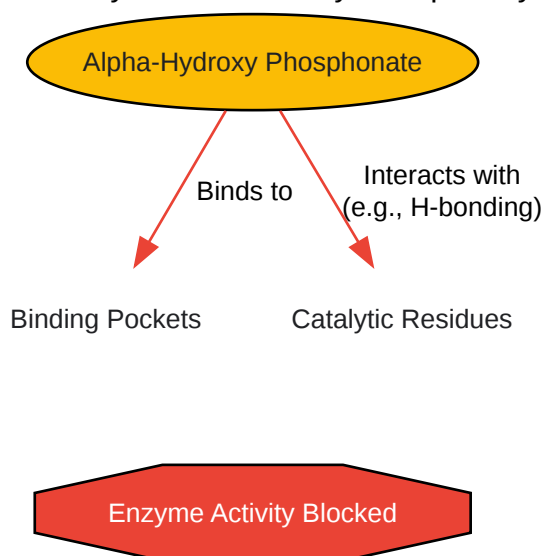 Alpha-Hydroxy Phosphonate
Binds to
Interacts with
(e.g., H-bonding)
Binding Pockets
Catalytic Residues
Enzyme Activity Blocked